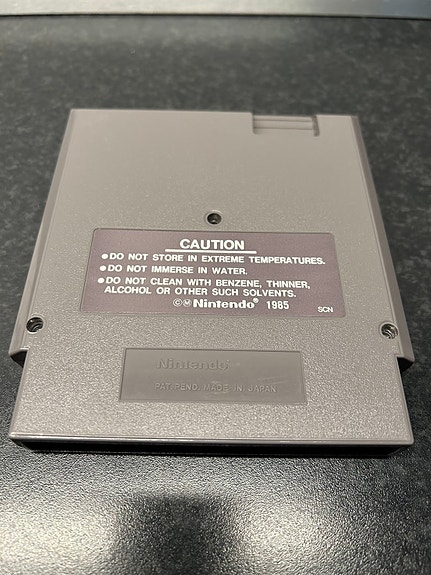 CAUTION
●DO NOT STORE IN EXTREME TEMPERATURES.
●DO NOT IMMERSE IN WATER.
●DO NOT CLEAN WITH BENZENE, THINNER,
ALCOHOL OR OTHER SUCH SOLVENTS.
©Ⓜ Nintendo® 1985
SCN
Nintendo
PAT. PEND. MADE IN JAPAN